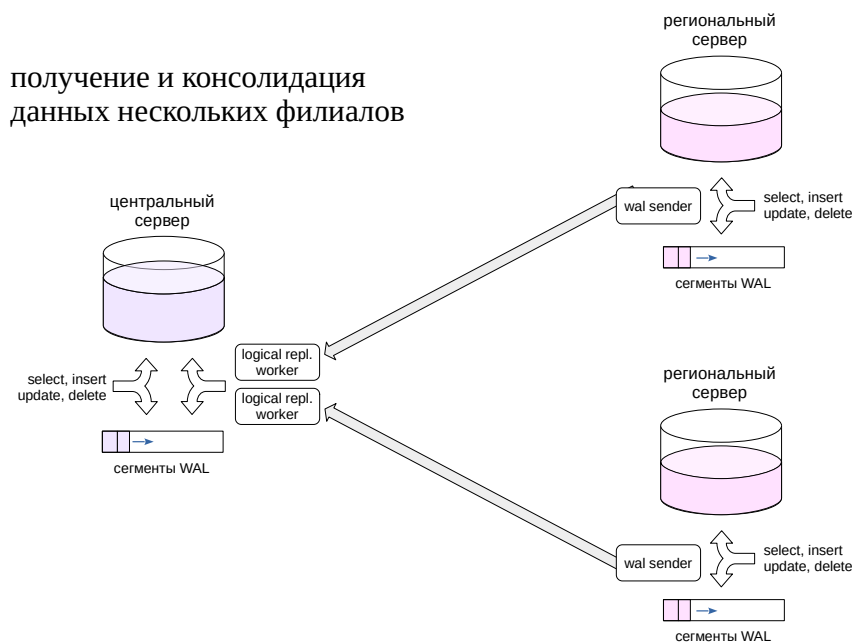 получение и консолидация
данных нескольких филиалов
региональный
сервер
wal sender
select, insert
update, delete
сегменты WAL
центральный
сервер
logical repl.
worker
logical repl.
worker
select, insert
update, delete
сегменты WAL
региональный
сервер
wal sender
select, insert
update, delete
сегменты WAL